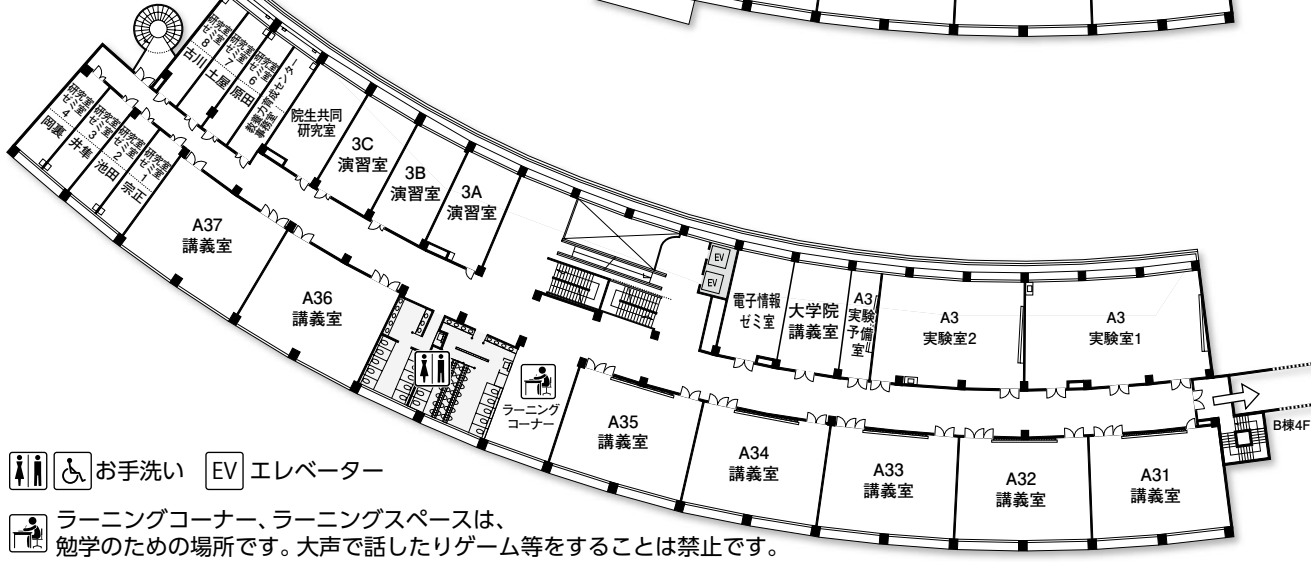 研究室
ゼミ室
8
古川
研究室
ゼミ室
7
土屋
研究室
ゼミ室
6
原田
教職力育成センター
事務室
院生共同
研究室
3C
演習室
3B
演習室
3A
演習室
研究室
ゼミ室
4
岡裏
研究室
ゼミ室
3
井隼
研究室
ゼミ室
2
池田
研究室
ゼミ室
1
宗正
A37
講義室
A36
講義室
EV
EV
電子情報
ゼミ室
大学院
講義室
A3
実験
予備
室
A3
実験室2
A3
実験室1
ラーニング
コーナー
A35
講義室
A34
講義室
A33
講義室
A32
講義室
A31
講義室
B棟4F
お手洗い EV エレベーター
ラーニングコーナー、ラーニングスペースは、
勉学のための場所です。大声で話したりゲーム等をすることは禁止です。